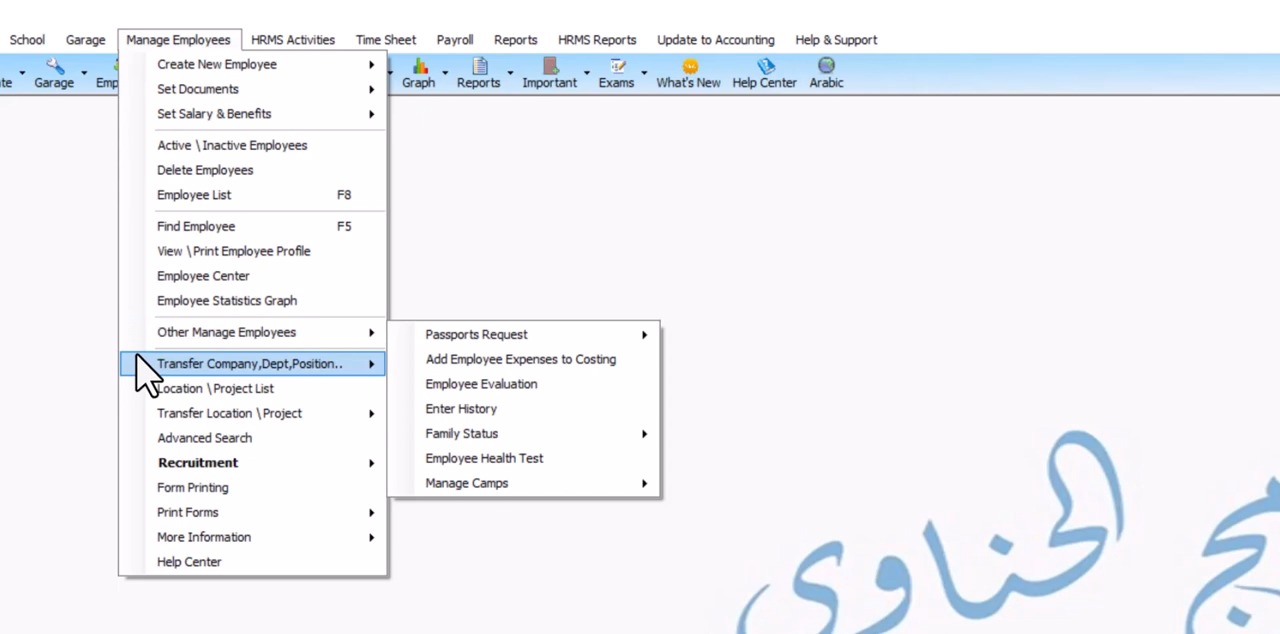 School Garage Manage Employees HRMS Activities Time Sheet Payroll Reports HRMS Reports Update to Accounting Help & Support
Garage Graph Reports Important Exams What's New Help Center Arabic
Create New Employee
Set Documents
Set Salary & Benefits
Active \ Inactive Employees
Delete Employees
Employee List F8
Find Employee F5
View \ Print Employee Profile
Employee Center
Employee Statistics Graph
Other Manage Employees
Transfer Company,Dept,Position..
Location \ Project List
Transfer Location \ Project
Advanced Search
Recruitment
Form Printing
Print Forms
More Information
Help Center
Passports Request
Add Employee Expenses to Costing
Employee Evaluation
Enter History
Family Status
Employee Health Test
Manage Camps
الحناوي